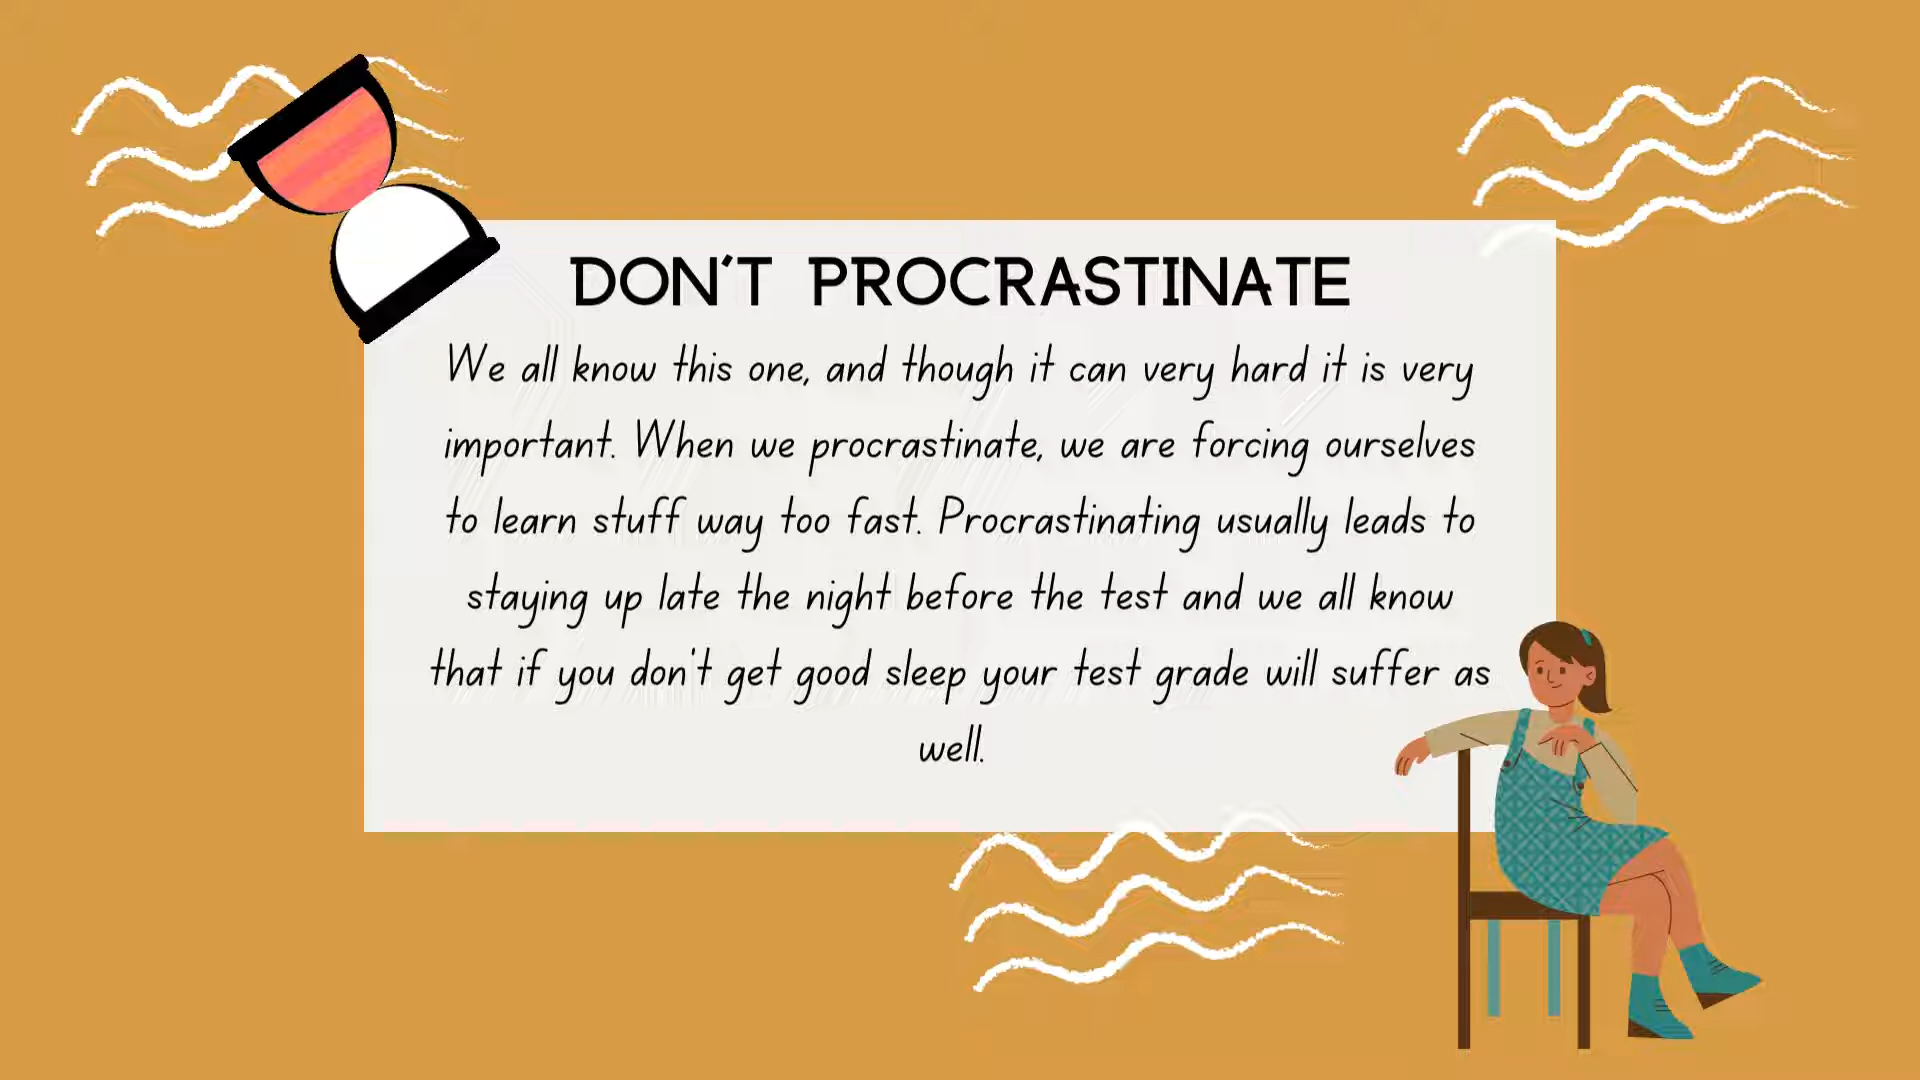 DON'T PROCRASTINATE
We all know this one, and though it can very hard it is very
important. When we procrastinate, we are forcing ourselves
to learn stuff way too fast. Procrastinating usually leads to
staying up late the night before the test and we all know
that if you don't get good sleep your test grade will suffer as
well.